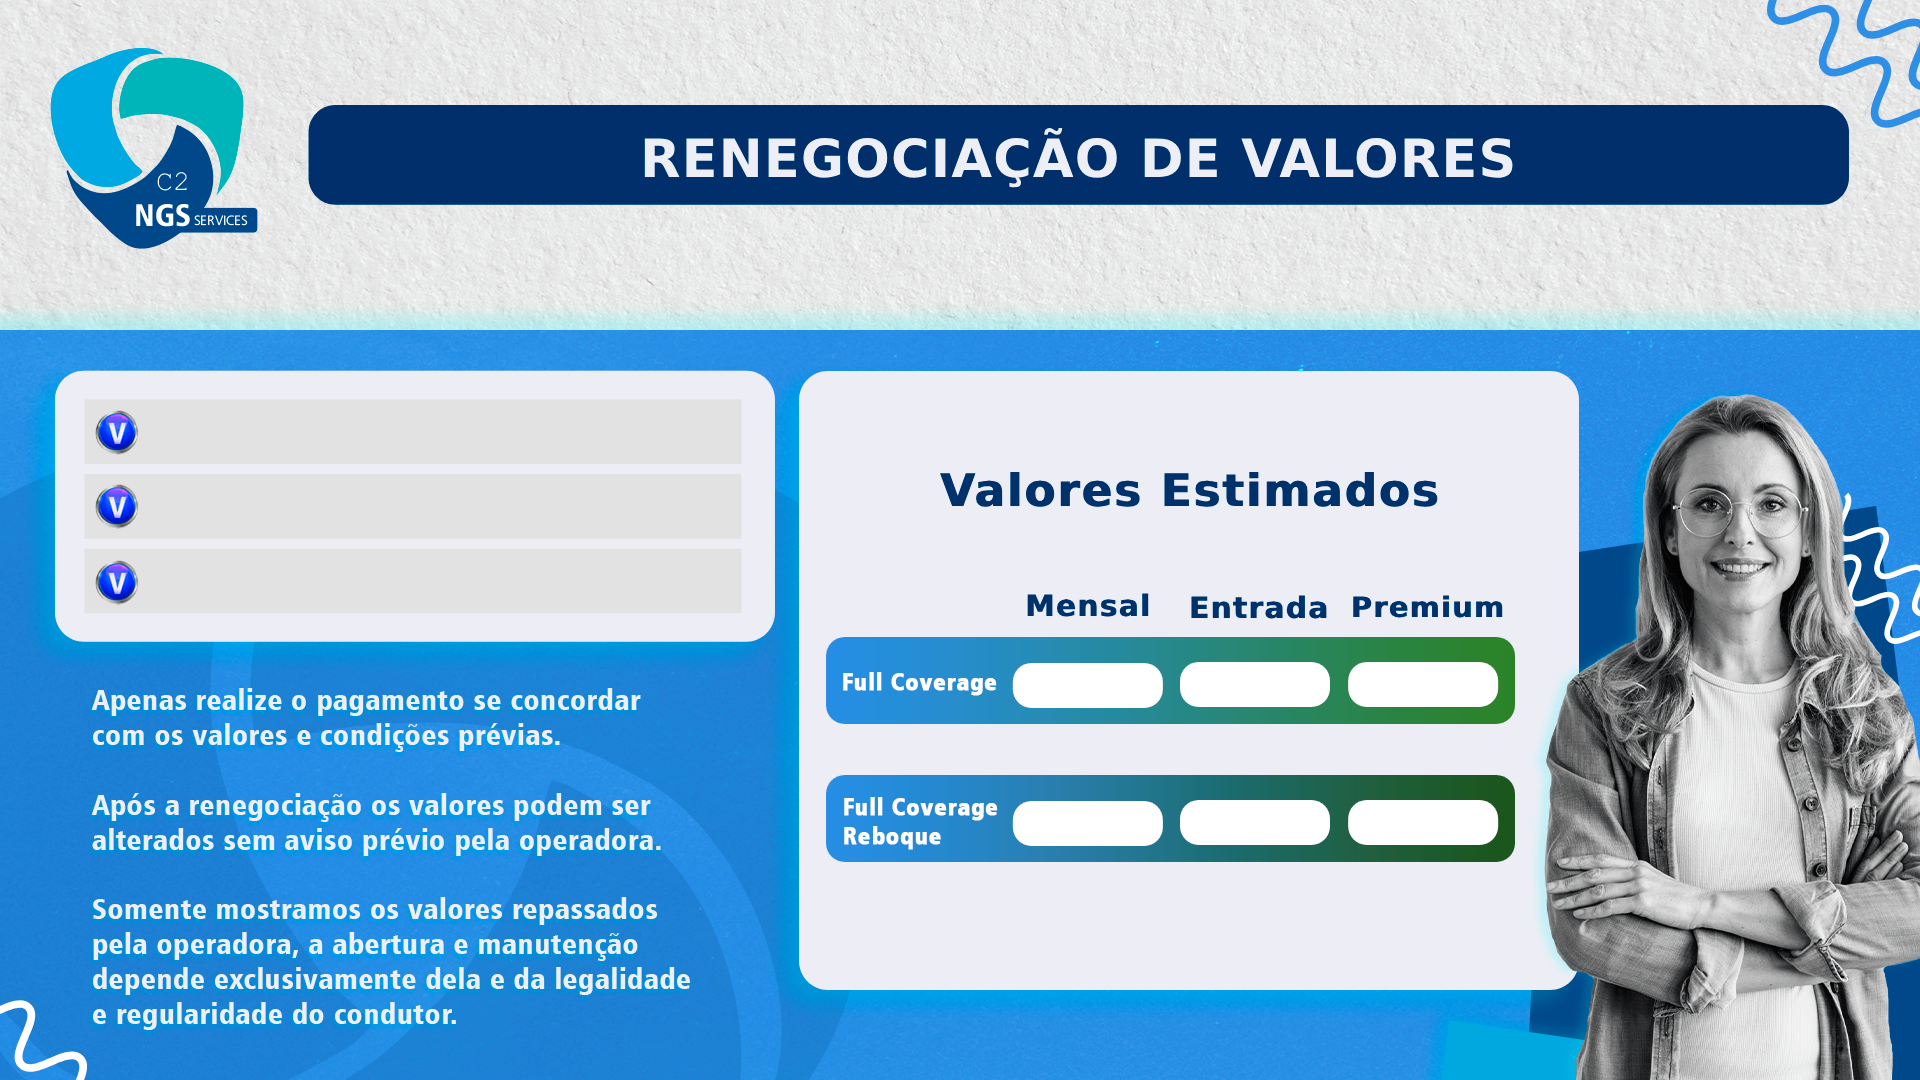 C2
NGS SERVICES
RENEGOCIAÇÃO DE VALORES
V
V
V
Apenas realize o pagamento se concordar
com os valores e condições prévias.
Após a renegociação os valores podem ser
alterados sem aviso prévio pela operadora.
Somente mostramos os valores repassados
pela operadora, a abertura e manutenção
depende exclusivamente dela e da legalidade
e regularidade do condutor.
Valores Estimados
Mensal Entrada Premium
Full Coverage
Full Coverage
Reboque